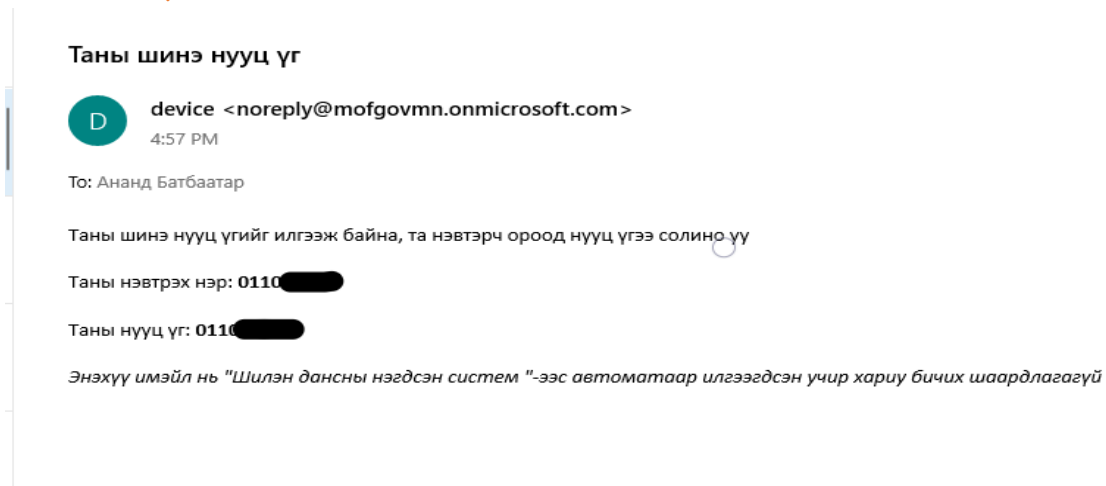 Таны шинэ нууц үг
D
device <noreply@mofgovmn.onmicrosoft.com>
4:57 PM
To: Ананд Батбаатар
Таны шинэ нууц үгийг илгээж байна, та нэвтэрч ороод нууц үгээ солино уу
Таны нэвтрэх нэр: 0110
Таны нууц үг: 0110
Энэхүү имэйл нь "Шилэн дансны нэгдсэн систем "-ээс автоматаар илгээгдсэн учир хариу бичих шаардлагагүй